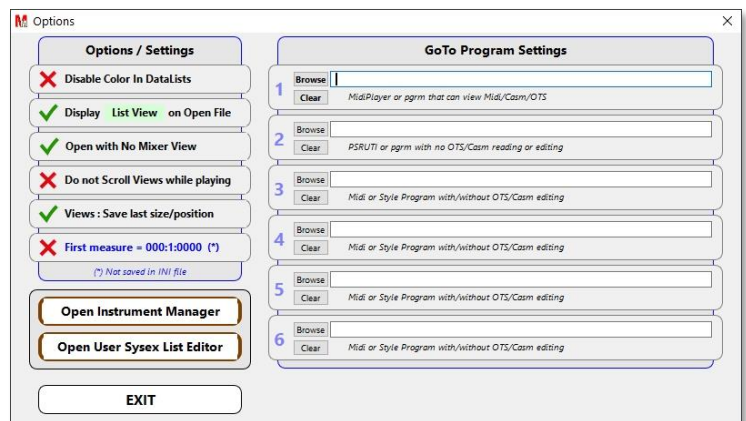 Options
Options / Settings
Disable Color In DataLists
Display List View on Open File
Open with No Mixer View
Do not Scroll Views while playing
Views : Save last size/position
First measure = 000:1:0000 (*)
(*) Not saved in INI file
Open Instrument Manager
Open User Sysex List Editor
EXIT
GoTo Program Settings
1
Browse
Clear MidiPlayer or pgrm that can view Midi/Casm/OTS
2
Browse
Clear PSRUTI or pgrm with no OTS/Casm reading or editing
3
Browse
Clear Midi or Style Program with/without OTS/Casm editing
4
Browse
Clear Midi or Style Program with/without OTS/Casm editing
5
Browse
Clear Midi or Style Program with/without OTS/Casm editing
6
Browse
Clear Midi or Style Program with/without OTS/Casm editing